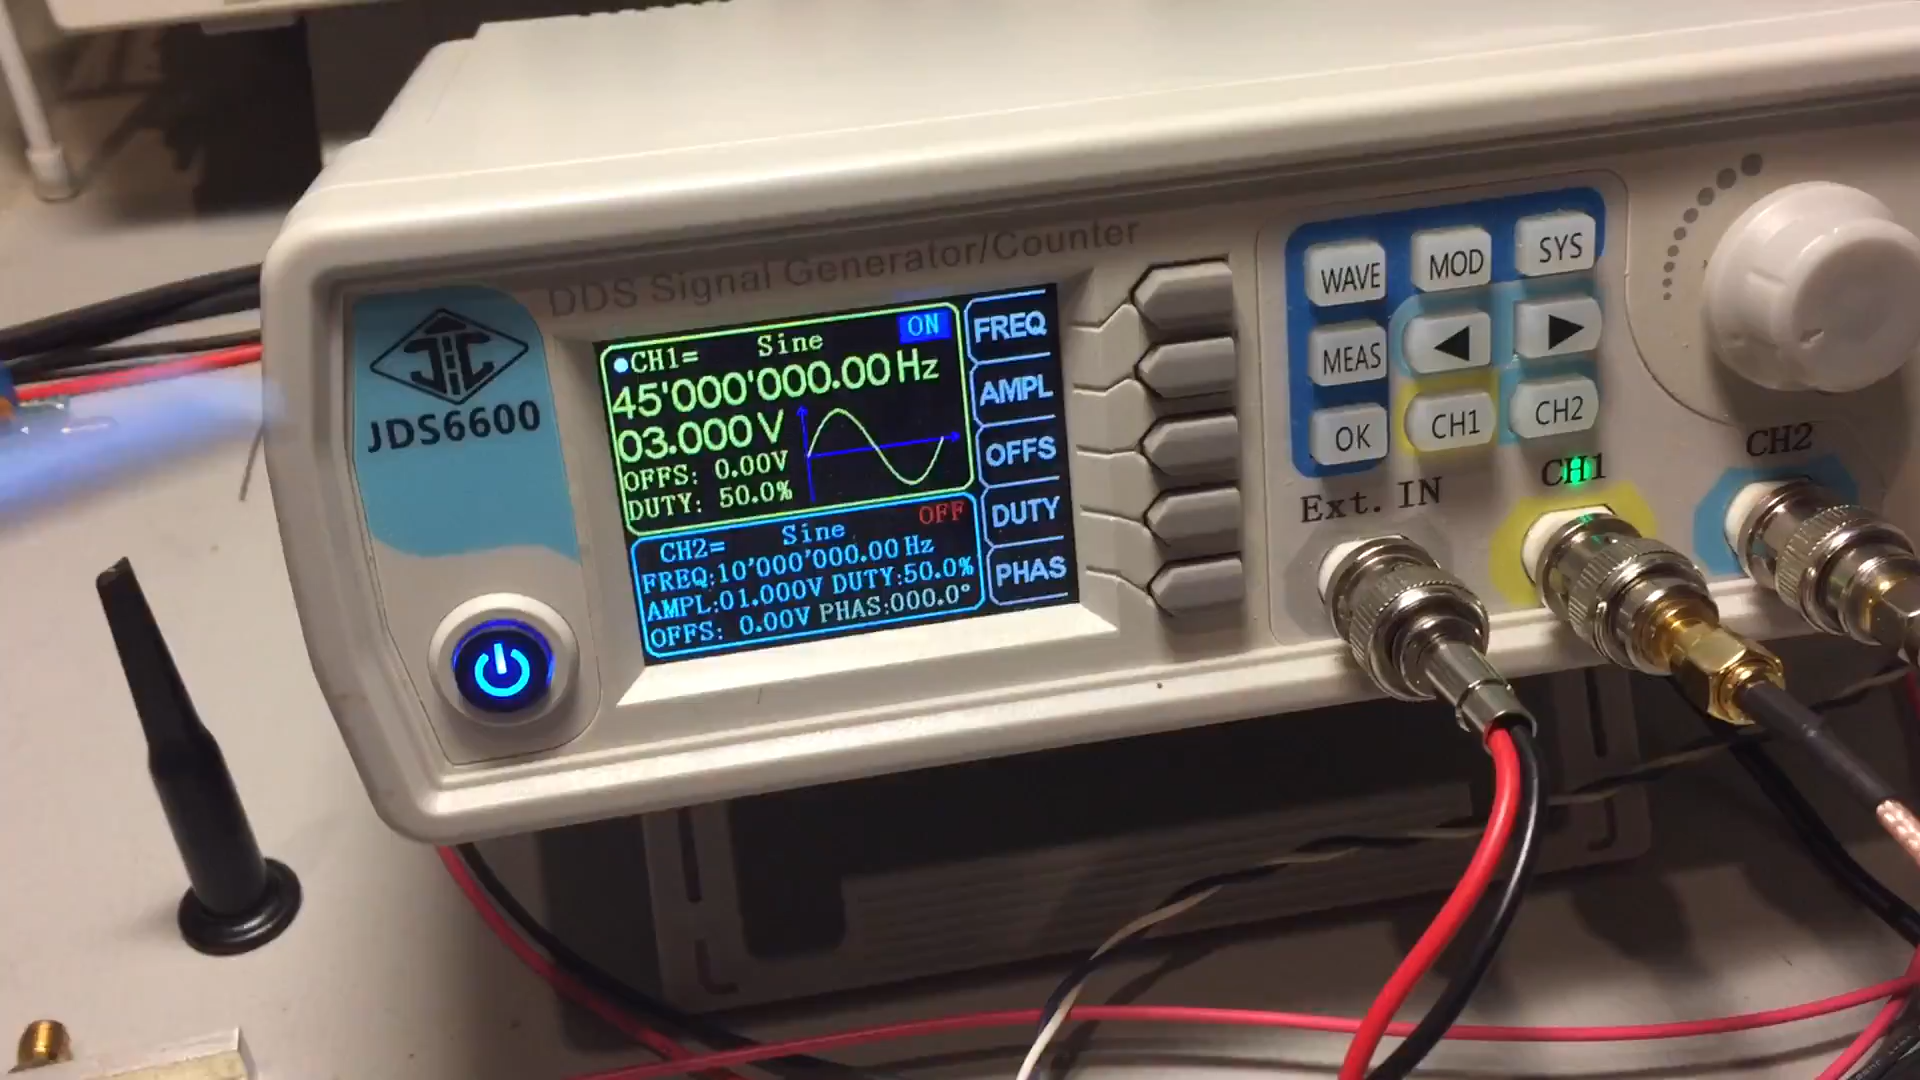 DDS Signal Generator/Counter
JDS6600
CH1= Sine ON
45'000'000.00 Hz
03.000 V
OFFS: 0.00V
DUTY: 50.0%
CH2= Sine OFF
FREQ:10'000'000.00 Hz
AMPL:01.000V DUTY:50.0%
OFFS: 0.00V PHAS:000.0°
FREQ
AMPL
OFFS
DUTY
PHAS
WAVE MOD SYS
MEAS
OK CH1 CH2
Ext. IN CH1 CH2